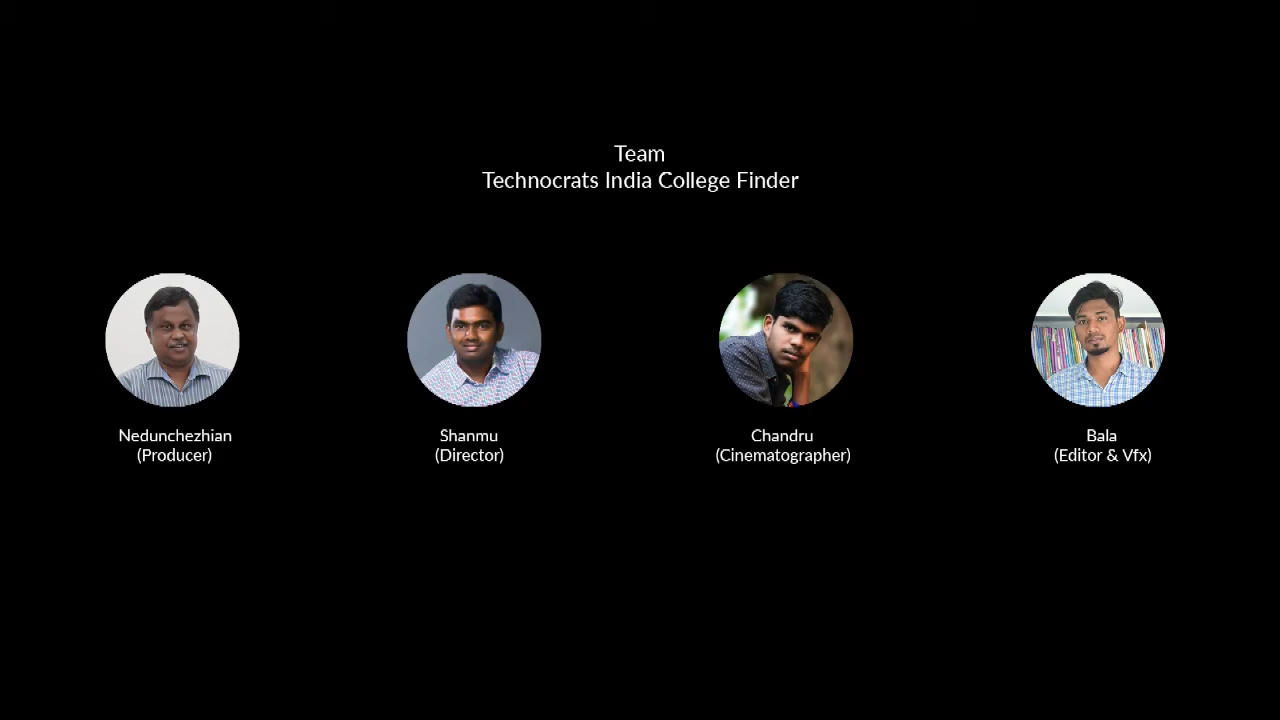 Team
Technocrats India College Finder
Nedunchezhian
(Producer)
Shanmu
(Director)
Chandru
(Cinematographer)
Bala
(Editor & Vfx)